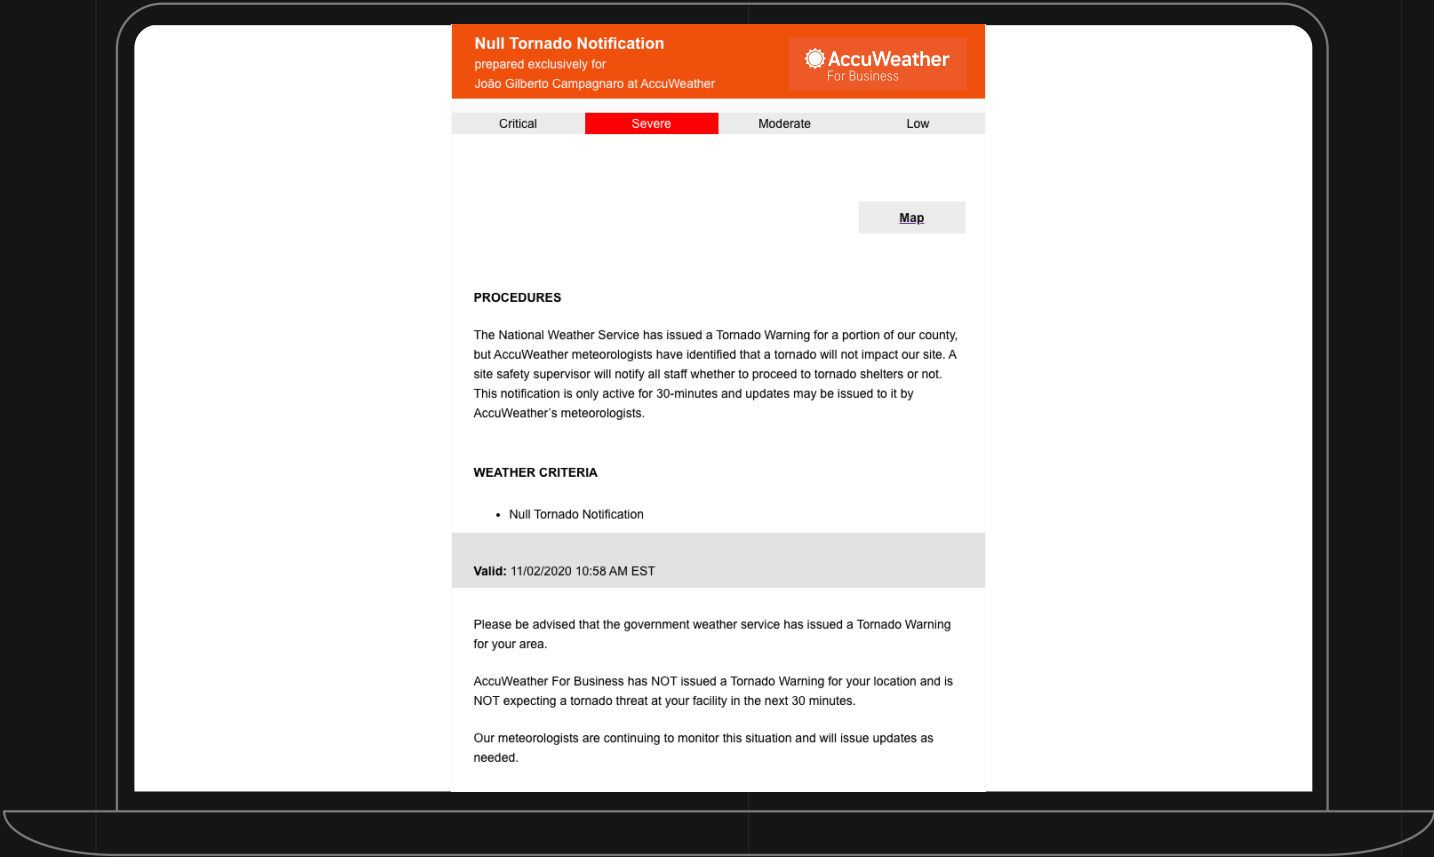 Null Tornado Notification
prepared exclusively for
João Gilberto Campagnaro at AccuWeather
AccuWeather
For Business
Critical
Severe
Moderate
Low
Map
PROCEDURES
The National Weather Service has issued a Tornado Warning for a portion of our county,
but AccuWeather meteorologists have identified that a tornado will not impact our site. A
site safety supervisor will notify all staff whether to proceed to tornado shelters or not.
This notification is only active for 30-minutes and updates may be issued to it by
AccuWeather’s meteorologists.
WEATHER CRITERIA
• Null Tornado Notification
Valid: 11/02/2020 10:58 AM EST
Please be advised that the government weather service has issued a Tornado Warning
for your area.
AccuWeather For Business has NOT issued a Tornado Warning for your location and is
NOT expecting a tornado threat at your facility in the next 30 minutes.
Our meteorologists are continuing to monitor this situation and will issue updates as
needed.